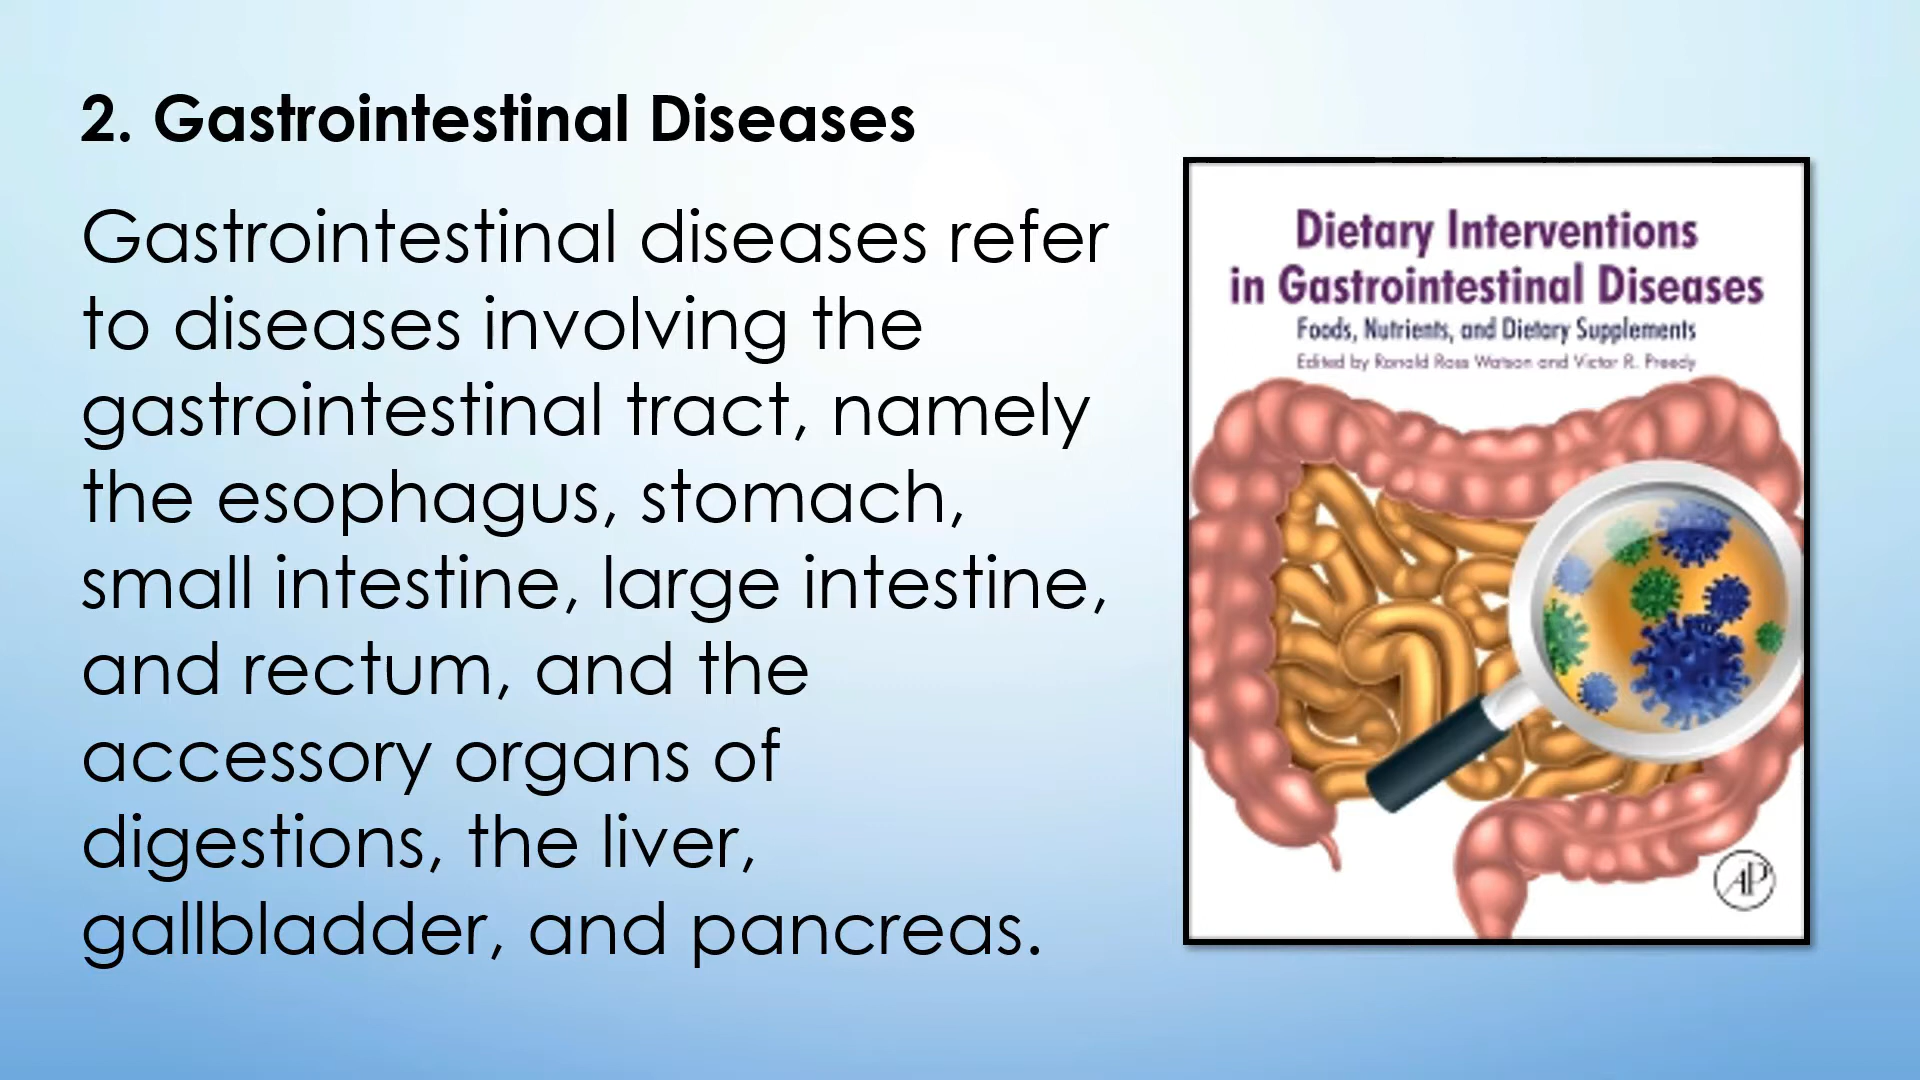 2. Gastrointestinal Diseases
Gastrointestinal diseases refer
to diseases involving the
gastrointestinal tract, namely
the esophagus, stomach,
small intestine, large intestine,
and rectum, and the
accessory organs of
digestions, the liver,
gallbladder, and pancreas.
Dietary Interventions
in Gastrointestinal Diseases
Foods, Nutrients, and Dietary Supplements
Edited by Ronald Ross Watson and Victor R. Preedy
AP